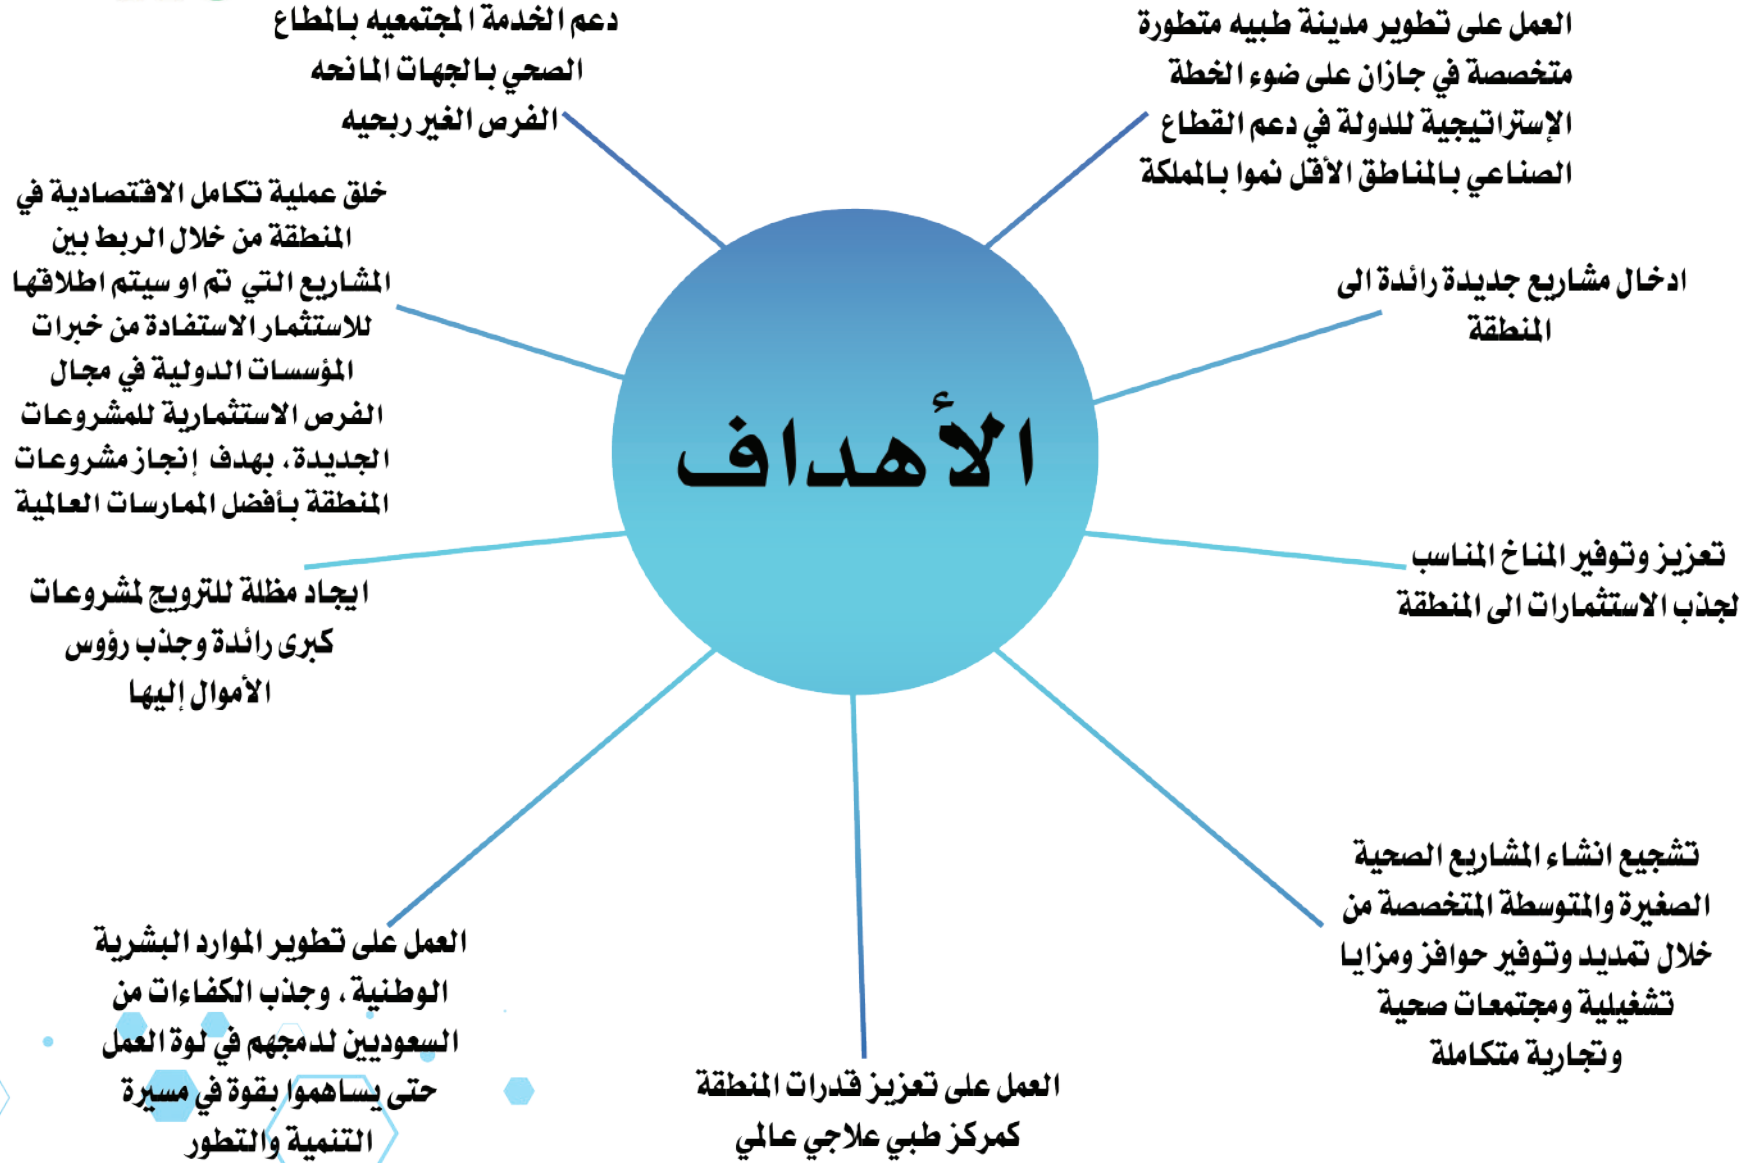 الأهداف
العمل على تطوير مدينة طبيه متطورة
متخصصة في جازان على ضوء الخطة
الإستراتيجية للدولة في دعم القطاع
الصناعي بالمناطق الأقل نموا بالمملكة
ادخال مشاريع جديدة رائدة الى
المنطقة
تعزيز وتوفير المناخ المناسب
لجذب الاستثمارات الى المنطقة
تشجيع انشاء المشاريع الصحية
الصغيرة والمتوسطة المتخصصة من
خلال تمديد وتوفير حوافز ومزايا
تشغيلية ومجتمعات صحية
وتجارية متكاملة
العمل على تعزيز قدرات المنطقة
كمركز طبي علاجي عالمي
العمل على تطوير الموارد البشرية
الوطنية، وجذب الكفاءات من
السعوديين لدمجهم في لوة العمل
حتى يساهموا بقوة في مسيرة
التنمية والتطور
ايجاد مظلة للترويج لمشروعات
كبرى رائدة وجذب رؤوس
الأموال إليها
خلق عملية تكامل الاقتصادية في
المنطقة من خلال الربط بين
المشاريع التي تم او سيتم اطلاقها
للاستثمار الاستفادة من خبرات
المؤسسات الدولية في مجال
الفرص الاستثمارية للمشروعات
الجديدة، بهدف إنجاز مشروعات
المنطقة بأفضل الممارسات العالمية
دعم الخدمة المجتمعيه بالمطاع
الصحي بالجهات المانحه
الفرص الغير ربحيه